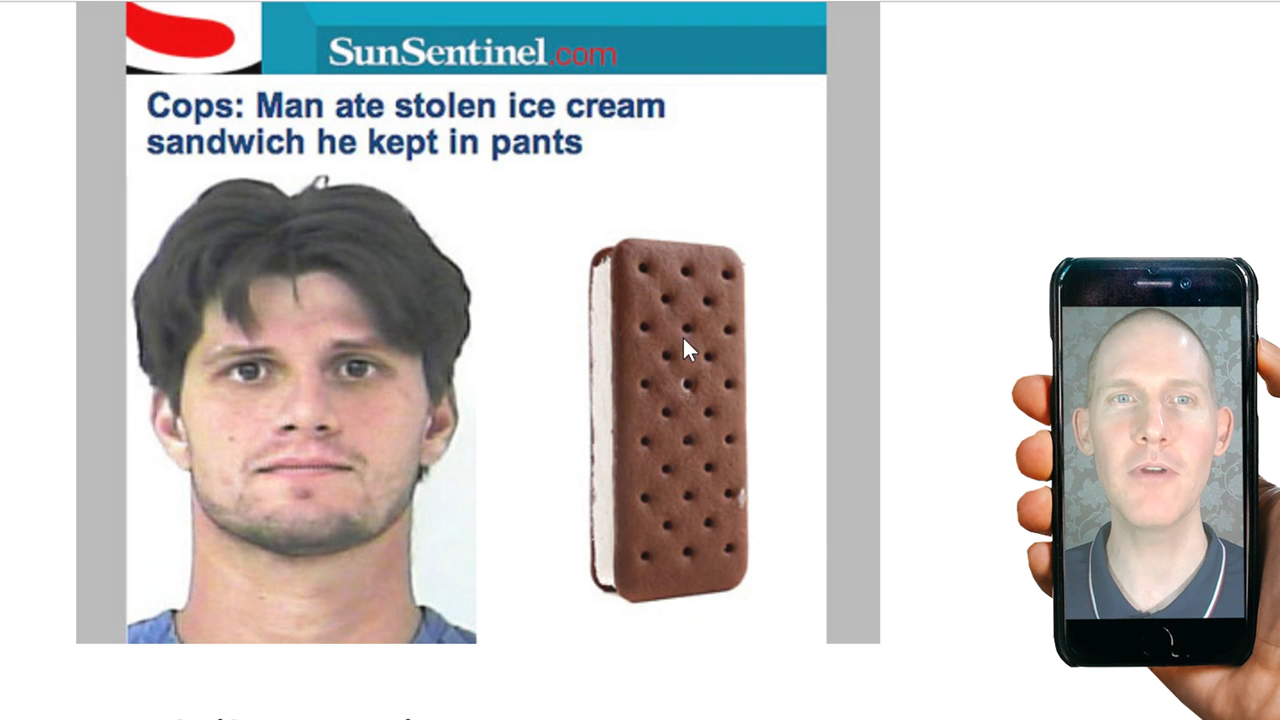 SunSentinel.com
Cops: Man ate stolen ice cream
sandwich he kept in pants